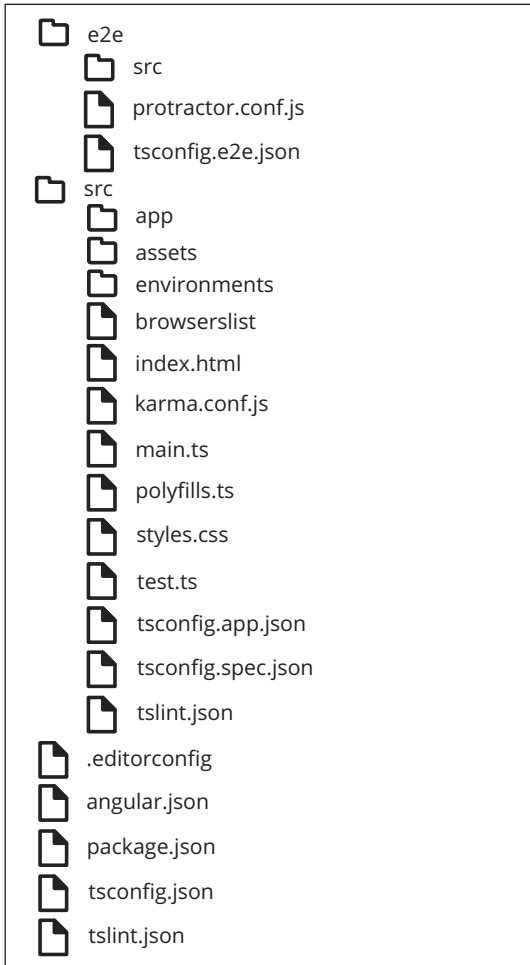 e2e
src
protractor.conf.js
tsconfig.e2e.json
src
app
assets
environments
browserslist
index.html
karma.conf.js
main.ts
polyfills.ts
styles.css
test.ts
tsconfig.app.json
tsconfig.spec.json
tslint.json
.editorconfig
angular.json
package.json
tsconfig.json
tslint.json